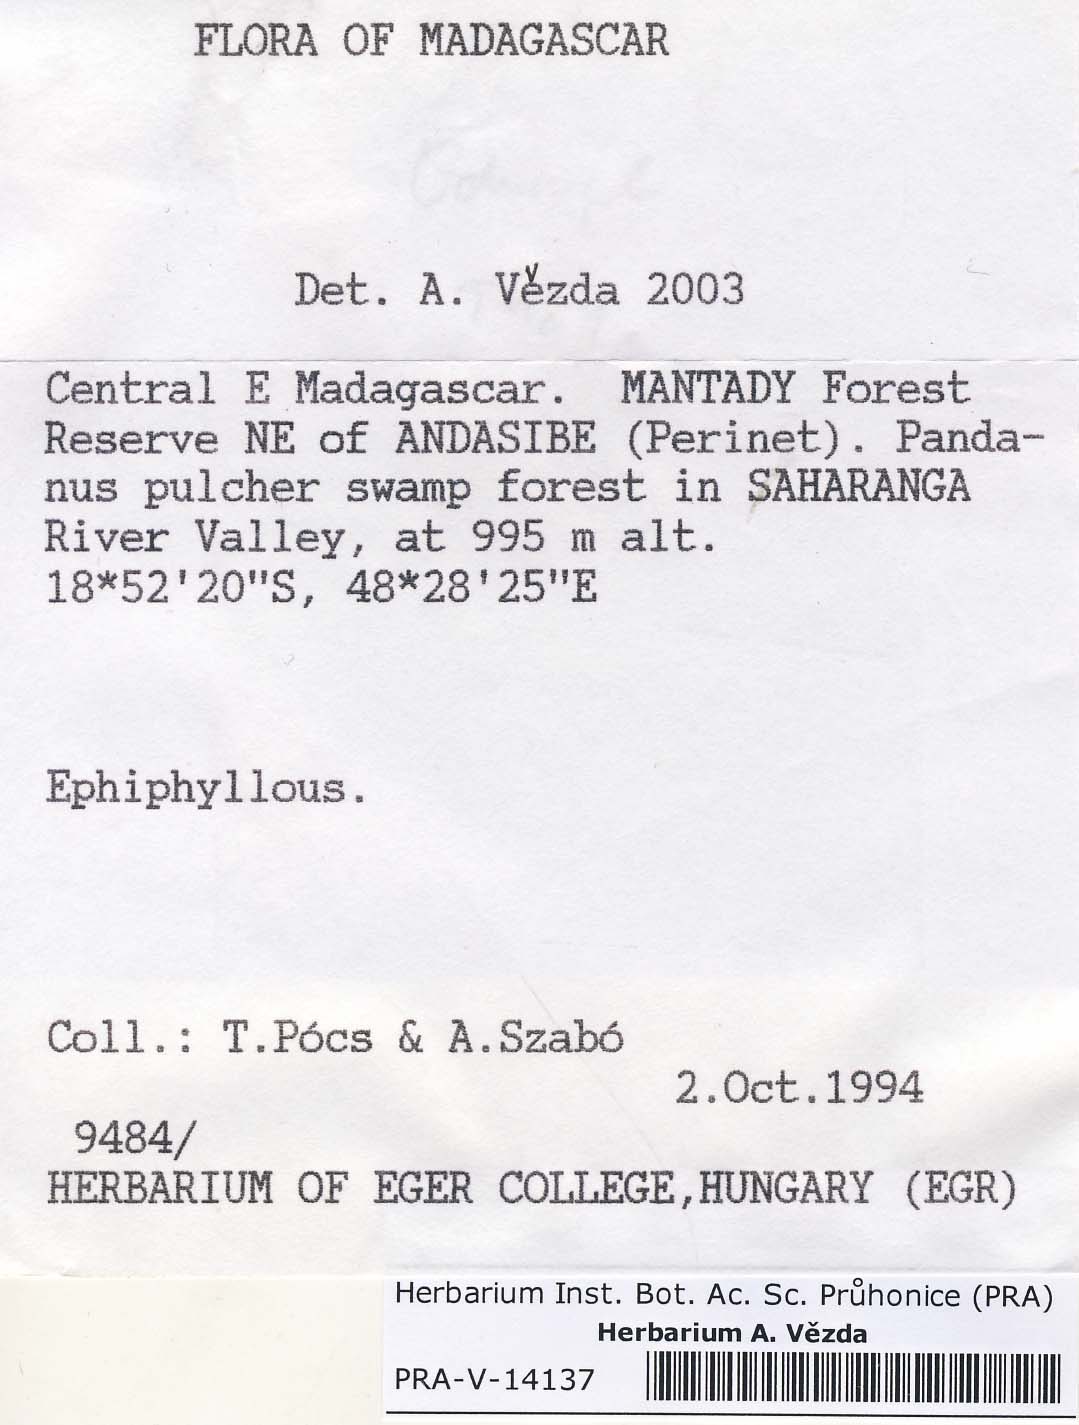 FLORA OF MADAGASCAR
Det. A. Vězda 2003
Central E Madagascar. MANTADY Forest
Reserve NE of ANDASIBE (Perinet). Panda-
nus pulcher swamp forest in SAHARANGA
River Valley, at 995 m alt.
18*52'20"S, 48*28'25"E
Ephiphyllous.
Coll.: T.Pócs & A.Szabó
2.Oct.1994
9484/
HERBARIUM OF EGER COLLEGE,HUNGARY (EGR)
Herbarium Inst. Bot. Ac. Sc. Průhonice (PRA)
Herbarium A. Vězda
PRA-V-14137